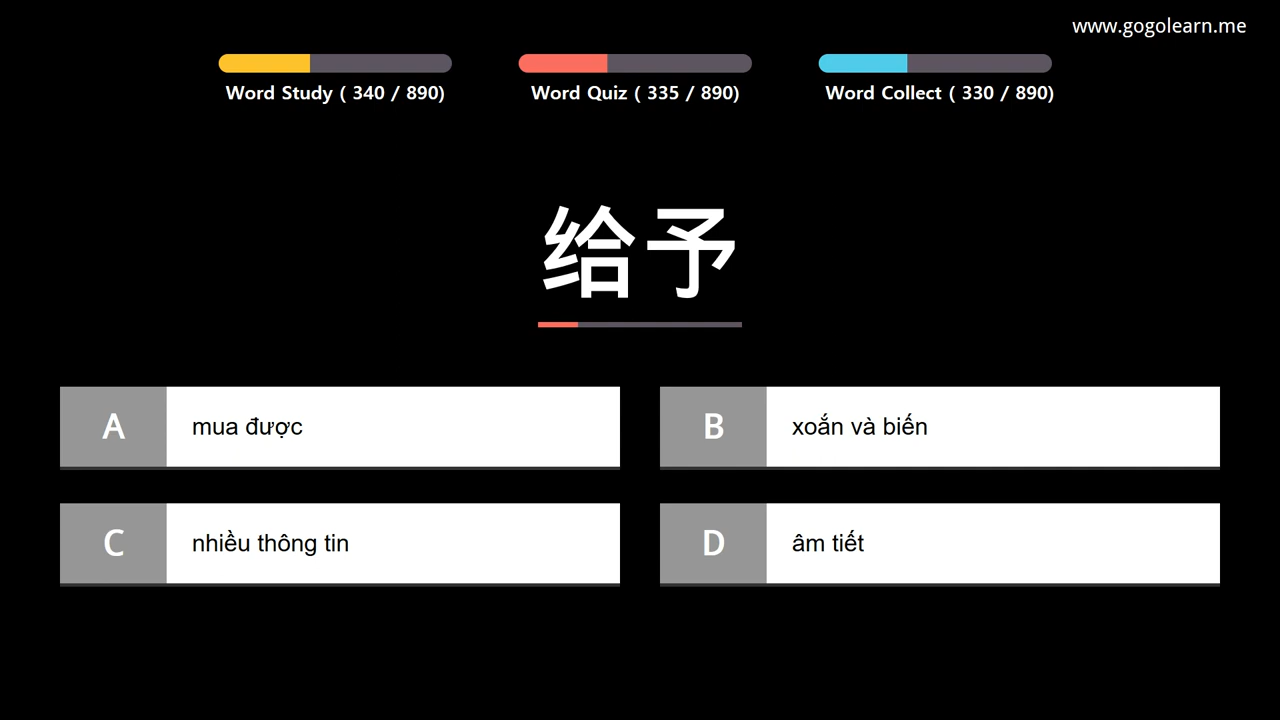 www.gogolearn.me
Word Study ( 340 / 890)
Word Quiz ( 335 / 890)
Word Collect ( 330 / 890)
给予
A mua được
B xoắn và biến
C nhiều thông tin
D âm tiết